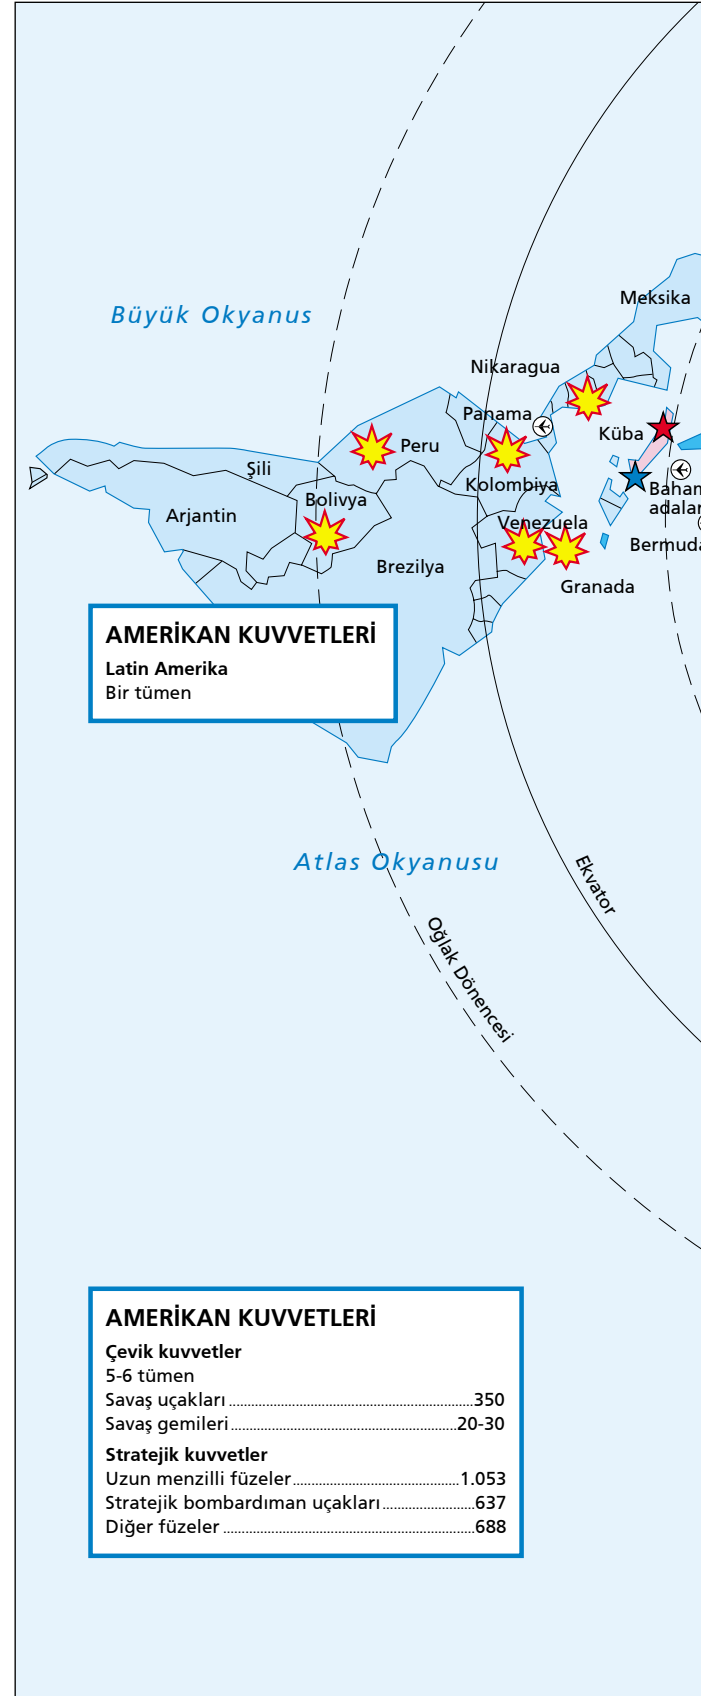 Meksika
Büyük Okyanus
Nikaragua
Panama
Küba
Peru
Şili
Kolombiya
Bolivya
Baham
adalar
Arjantin
Venezuela
Bermuda
Brezilya
Granada
AMERİKAN KUVVETLERİ
Latin Amerika
Bir tümen
Atlas Okyanusu
Ekvator
Oğlak Dönencesi
AMERİKAN KUVVETLERİ
Çevik kuvvetler
5-6 tümen
Savaş uçakları 350
Savaş gemileri 20-30
Stratejik kuvvetler
Uzun menzilli füzeler 1.053
Stratejik bombardıman uçakları 637
Diğer füzeler 688